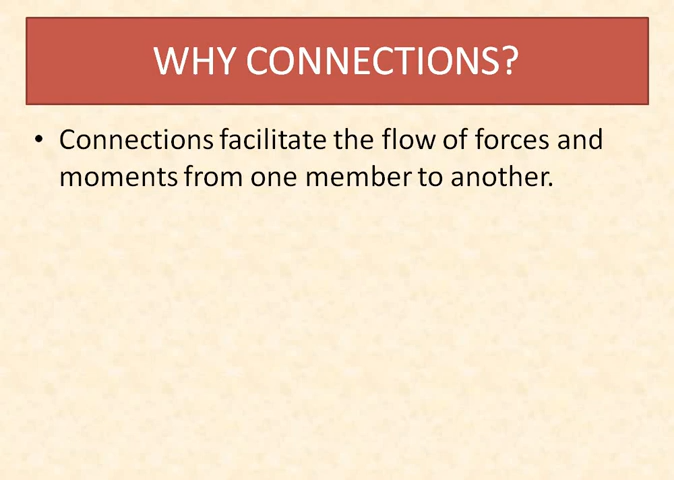 WHY CONNECTIONS?
• Connections facilitate the flow of forces and
moments from one member to another.